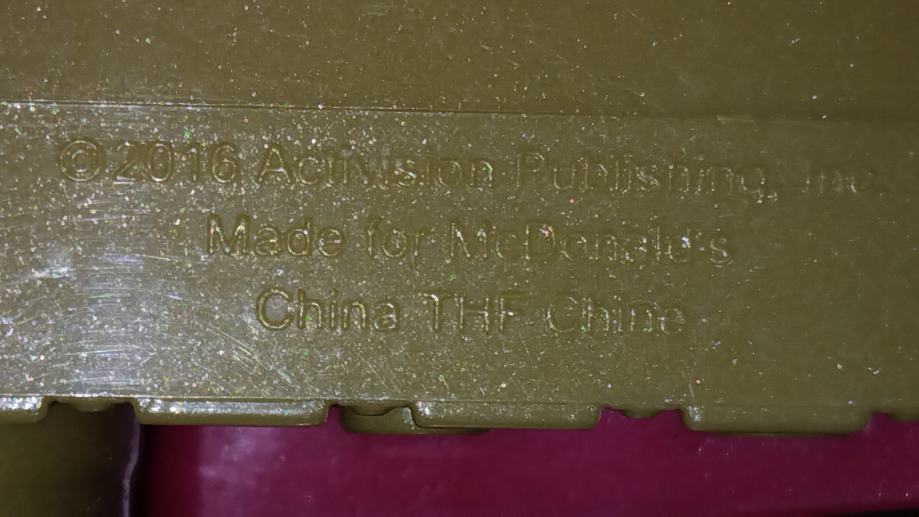 ©2016 Activision Publishing, Inc.
Made for McDonald's
China THF Chine